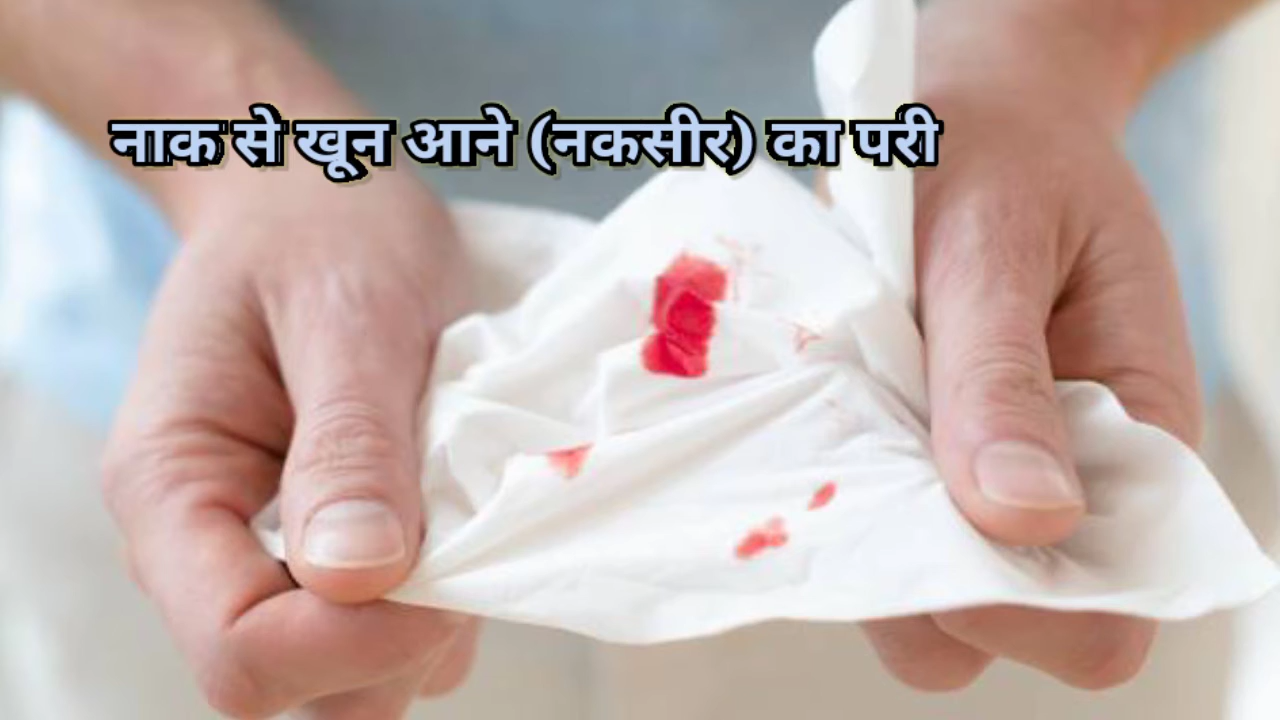 नाक से खून आने (नकसीर) का परी